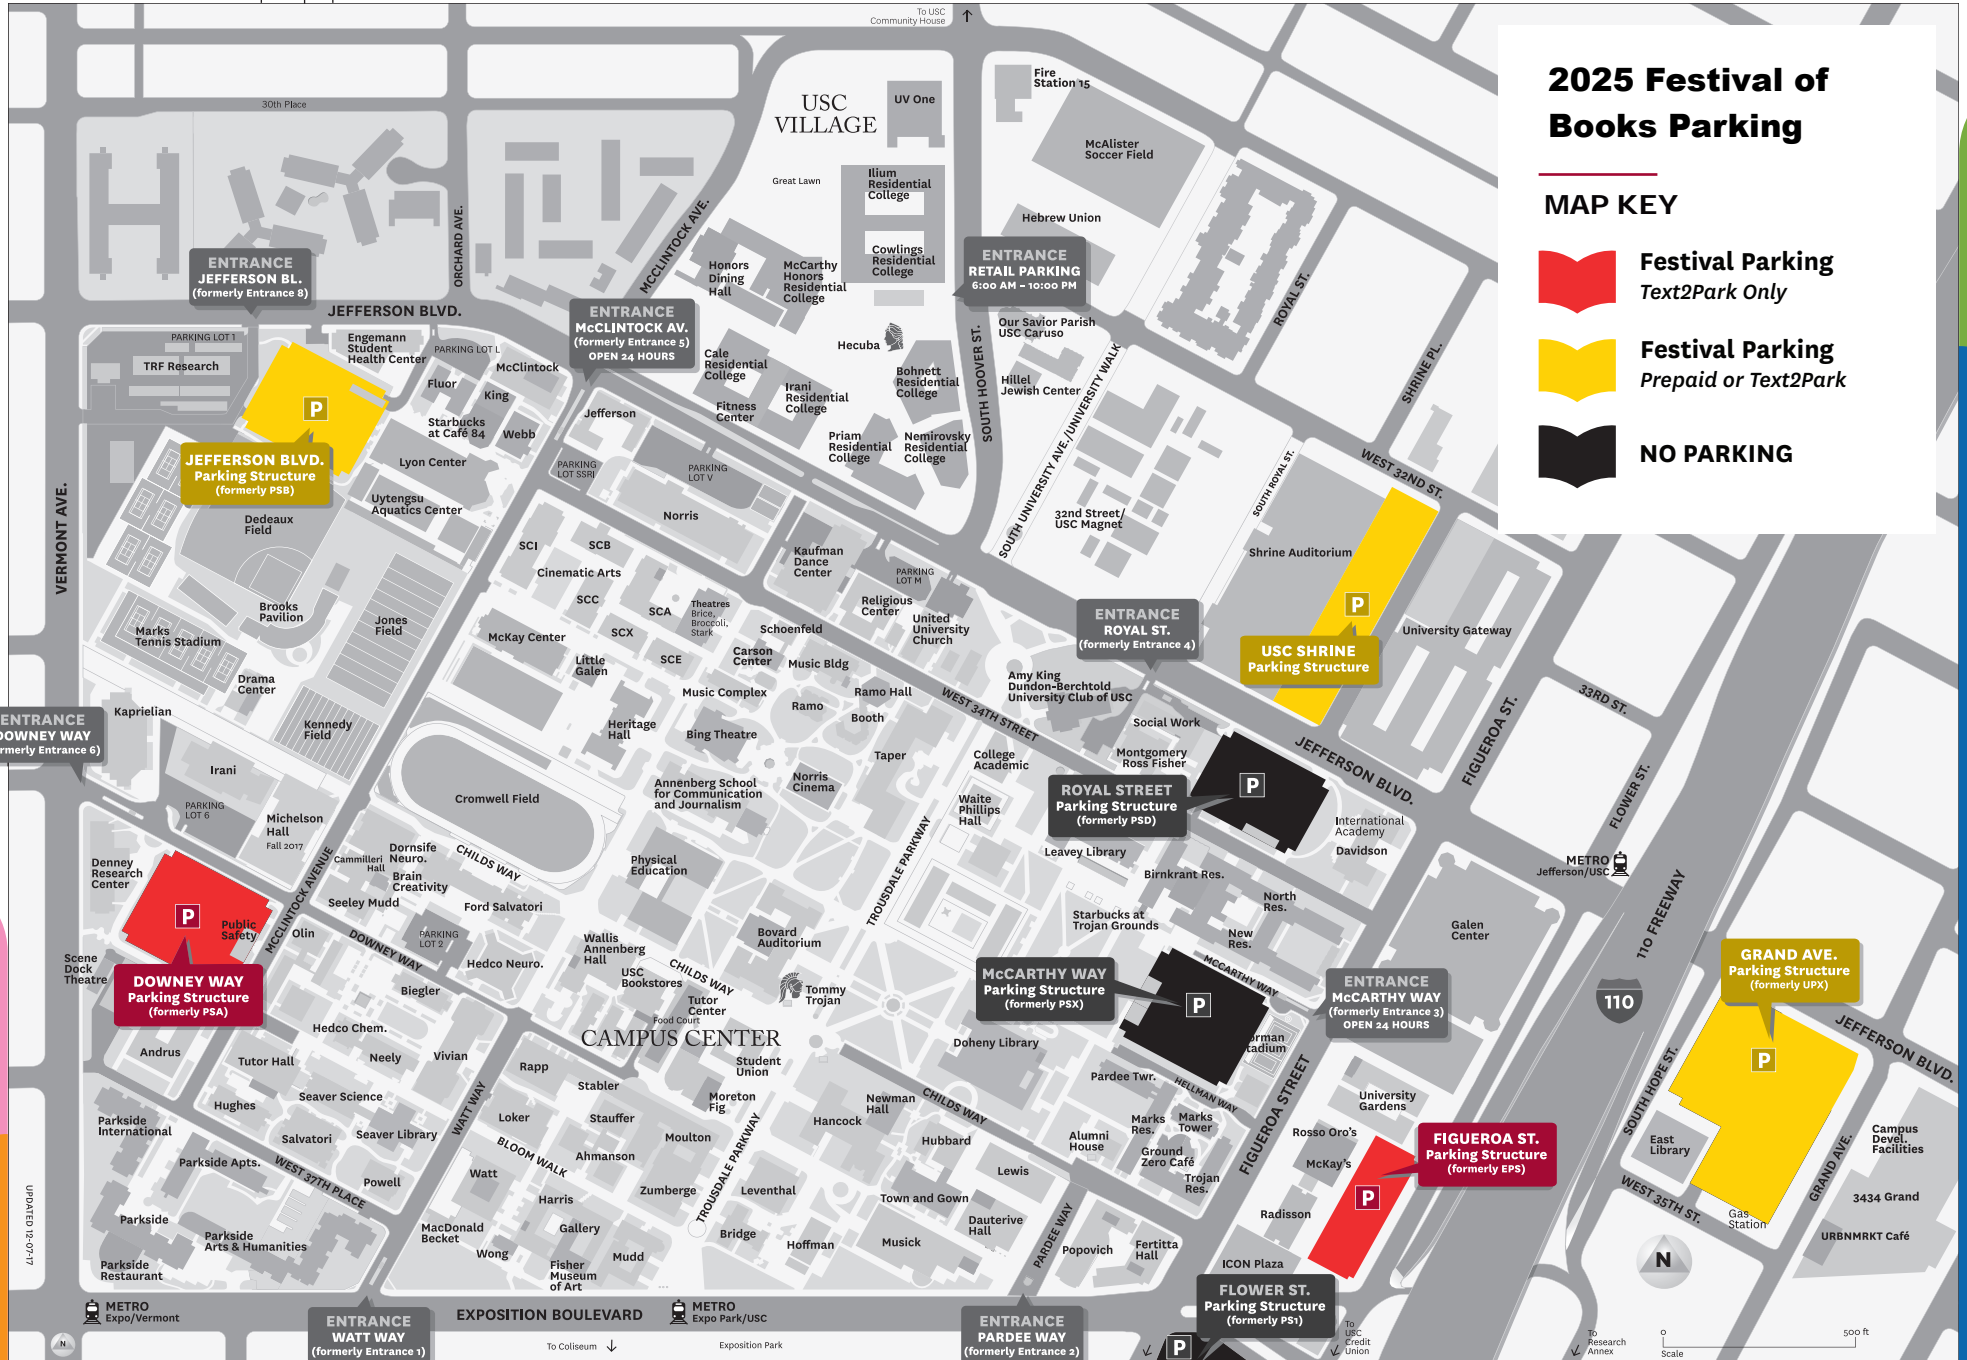 To USC
Community House
2025 Festival of
Books Parking
MAP KEY
Festival Parking
Text2Park Only
Festival Parking
Prepaid or Text2Park
NO PARKING
30th Place
USC
VILLAGE
UV One
Fire
Station 15
McAlister
Soccer Field
Great Lawn
Ilium
Residential
College
Hebrew Union
ORCHARD AVE.
MCCLINTOCK AVE.
Cowlings
Residential
College
ENTRANCE
RETAIL PARKING
6:00 AM – 10:00 PM
ENTRANCE
JEFFERSON BL.
(formerly Entrance 8)
Honors
Dining
Hall
McCarthy
Honors
Residential
College
ROYAL ST.
JEFFERSON BLVD.
ENTRANCE
McCLINTOCK AV.
(formerly Entrance 5)
OPEN 24 HOURS
Our Savior Parish
USC Caruso
PARKING LOT 1
TRF Research
Engemann
Student
Health Center
PARKING LOT L
McClintock
Hecuba
Cale
Residential
College
Fluor
King
Irani
Residential
College
Bohnett
Residential
College
Hillel
Jewish Center
SOUTH HOOVER ST.
SHRINE PL.
P
Starbucks
at Café 84
Webb
Jefferson
Fitness
Center
Priam
Residential
College
Nemirovsky
Residential
College
SOUTH UNIVERSITY AVE./UNIVERSITY WALK
JEFFERSON BLVD.
Parking Structure
(formerly PSB)
Lyon Center
PARKING
LOT SSRI
PARKING
LOT V
SOUTH ROYAL ST.
WEST 32ND ST.
VERMONT AVE.
Uytengsu
Aquatics Center
Dedeaux
Field
Norris
32nd Street/
USC Magnet
SCI
SCB
Kaufman
Dance
Center
Shrine Auditorium
Cinematic Arts
PARKING
LOT M
SCC
SCA
Theatres
Brice,
Broccoli,
Stark
Religious
Center
P
Brooks
Pavilion
Jones
Field
Marks
Tennis Stadium
McKay Center
SCX
Schoenfeld
United
University
Church
ENTRANCE
ROYAL ST.
(formerly Entrance 4)
University Gateway
Little
Galen
SCE
Carson
Center
Music Bldg
USC SHRINE
Parking Structure
Drama
Center
Music Complex
Ramo Hall
Amy King
Dundon-Berchtold
University Club of USC
33RD ST.
Kaprielian
ENTRANCE
DOWNEY WAY
Kennedy
Field
Heritage
Hall
Bing Theatre
Ramo
Booth
WEST 34TH STREET
Social Work
FIGUEROA ST.
Taper
College
Academic
Montgomery
Ross Fisher
JEFFERSON BLVD.
Irani
Annenberg School
for Communication
and Journalism
Norris
Cinema
P
FLOWER ST.
PARKING
LOT 6
Cromwell Field
Waite
Phillips
Hall
ROYAL STREET
Parking Structure
(formerly PSD)
Michelson
Hall
Fall 2017
International
Academy
Davidson
Denney
Research
Center
Cammilleri
Hall
Dornsife
Neuro.
CHILDS WAY
Physical
Education
TROUSDALE PARKWAY
Leavey Library
METRO
Jefferson/USC
MCCLINTOCK AVENUE
Brain
Creativity
Birnkrant Res.
Seeley Mudd
Ford Salvatori
North
Res.
110 FREEWAY
P
Public
Safety
Olin
DOWNEY WAY
PARKING
LOT 2
Starbucks at
Trojan Grounds
New
Res.
Galen
Center
Wallis
Annenberg
Hall
Bovard
Auditorium
Scene
Dock
Theatre
Hedco Neuro.
USC
Bookstores
CHILDS WAY
MCCARTHY WAY
GRAND AVE.
Parking Structure
(formerly UPX)
DOWNEY WAY
Parking Structure
(formerly PSA)
Biegler
Tutor
Center
Food Court
Tommy
Trojan
McCARTHY WAY
Parking Structure
(formerly PSX)
P
ENTRANCE
McCARTHY WAY
(formerly Entrance 3)
OPEN 24 HOURS
110
Hedco Chem.
CAMPUS CENTER
Doheny Library
JEFFERSON BLVD.
Andrus
Tutor Hall
Neely
Vivian
Rapp
Student
Union
P
Stabler
Pardee Twr.
HELLMAN WAY
SOUTH HOPE ST.
Hughes
Seaver Science
WATT WAY
Moreton
Fig
Newman
Hall
CHILDS WAY
University
Gardens
Parkside
International
Loker
Stauffer
Hancock
Marks
Res.
Marks
Tower
Rosso Oro's
FIGUEROA ST.
Parking Structure
(formerly EPS)
East
Library
Campus
Devel.
Facilities
Salvatori
Seaver Library
BLOOM WALK
Moulton
Hubbard
Alumni
House
FIGUEROA STREET
Parkside Apts.
WEST 37TH PLACE
Ahmanson
Ground
Zero Café
McKay's
Watt
Lewis
Trojan
Res.
P
WEST 35TH ST.
GRAND AVE.
Powell
Harris
Zumberge
TROUSDALE PARKWAY
Leventhal
Town and Gown
3434 Grand
UPDATED 12-07-17
Parkside
Parkside
Arts & Humanities
MacDonald
Becket
Gallery
Bridge
Dauterive
Hall
PARDEE WAY
Radisson
Gas
Station
Wong
Mudd
Hoffman
Musick
Popovich
Fertitta
Hall
URBNMRKT Café
Parkside
Restaurant
Fisher
Museum
of Art
ICON Plaza
N
METRO
Expo/Vermont
EXPOSITION BOULEVARD
METRO
Expo Park/USC
FLOWER ST.
Parking Structure
(formerly PS1)
ENTRANCE
WATT WAY
(formerly Entrance 1)
To Coliseum
Exposition Park
ENTRANCE
PARDEE WAY
(formerly Entrance 2)
P
To
USC
Credit
Union
To
Research
Annex
0
500 ft
Scale
N